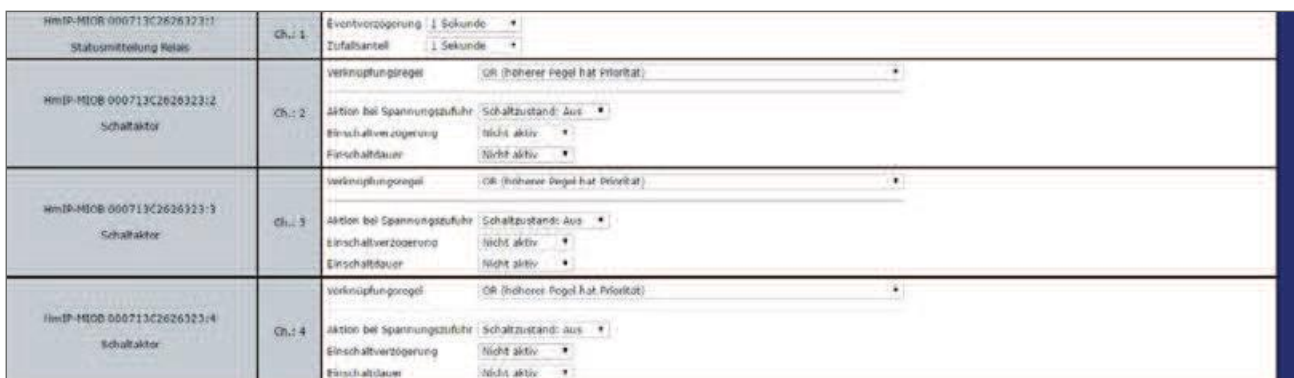 HmIP-MIOB 000713C2626323:1
Statusmitteilung Relais
Ch.: 1
Eventverzögerung 1 Sekunde
Zufallsanteil 1 Sekunde
HmIP-MIOB 000713C2626323:2
Schaltaktor
Ch.: 2
Verknüpfungsregel OR (höherer Pegel hat Priorität)
Aktion bei Spannungszufuhr Schaltzustand: Aus
Einschaltverzögerung Nicht aktiv
Einschaltdauer Nicht aktiv
HmIP-MIOB 000713C2626323:3
Schaltaktor
Ch.: 3
Verknüpfungsregel OR (höherer Pegel hat Priorität)
Aktion bei Spannungszufuhr Schaltzustand: Aus
Einschaltverzögerung Nicht aktiv
Einschaltdauer Nicht aktiv
HmIP-MIOB 000713C2626323:4
Schaltaktor
Ch.: 4
Verknüpfungsregel OR (höherer Pegel hat Priorität)
Aktion bei Spannungszufuhr Schaltzustand: Aus
Einschaltverzögerung Nicht aktiv
Einschaltdauer Nicht aktiv